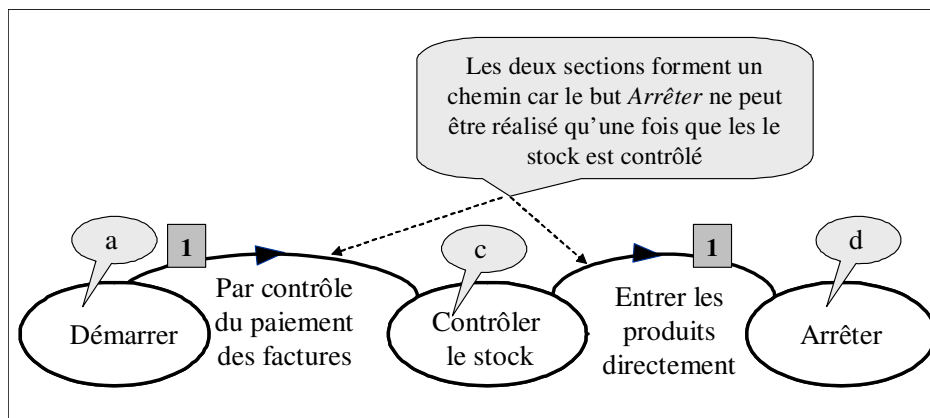 Les deux sections forment un
chemin car le but Arrêter ne peut
être réalisé qu'une fois que les le
stock est contrôlé
a
1
c
1
d
Démarrer
Par contrôle
du paiement
des factures
Contrôler
le stock
Entrer les
produits
directement
Arrêter